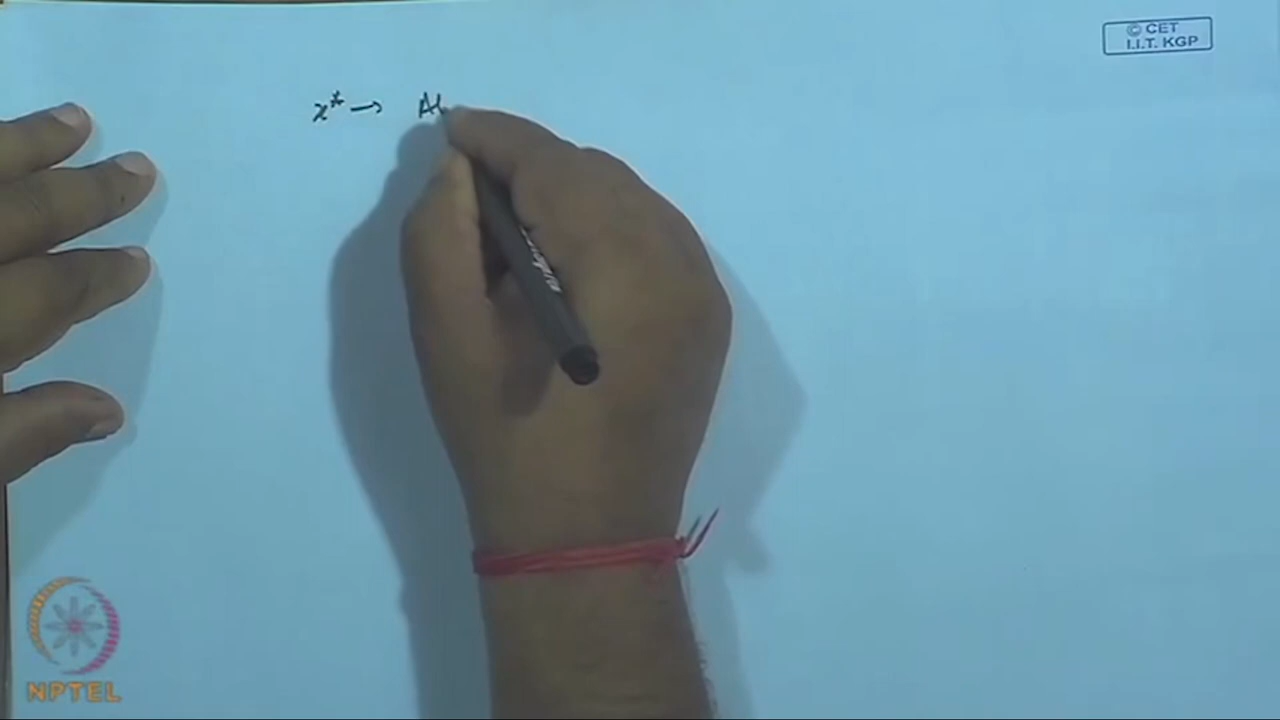 © CET
I.I.T. KGP
x* →
NPTEL